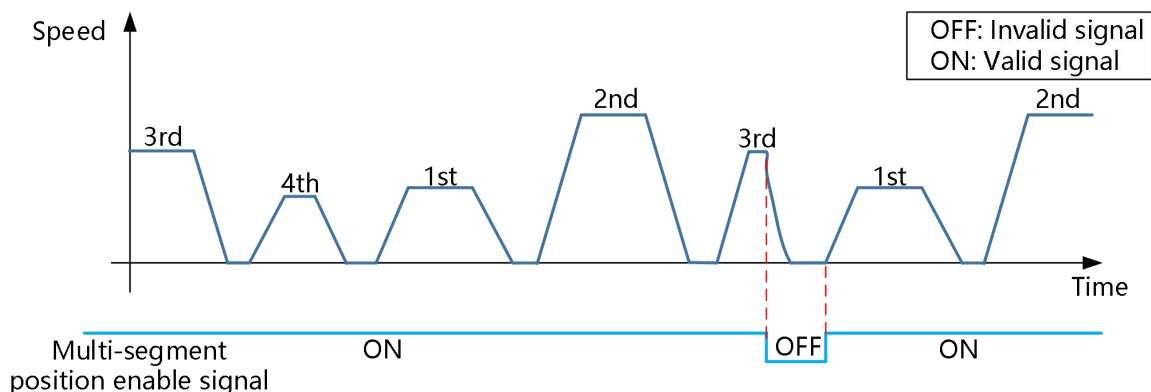 Speed
OFF: Invalid signal
ON: Valid signal
3rd
4th
1st
2nd
3rd
1st
2nd
Time
Multi-segment
position enable signal
ON
OFF
ON